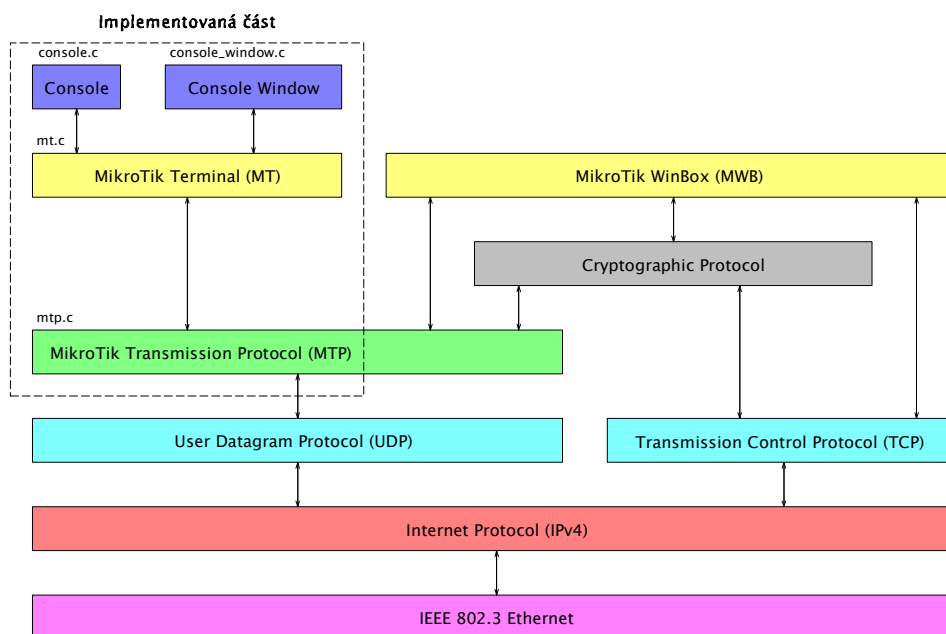 Implementovaná část
console.c
console_window.c
Console
Console Window
mt.c
MikroTik Terminal (MT)
MikroTik WinBox (MWB)
Cryptographic Protocol
mtp.c
MikroTik Transmission Protocol (MTP)
User Datagram Protocol (UDP)
Transmission Control Protocol (TCP)
Internet Protocol (IPv4)
IEEE 802.3 Ethernet